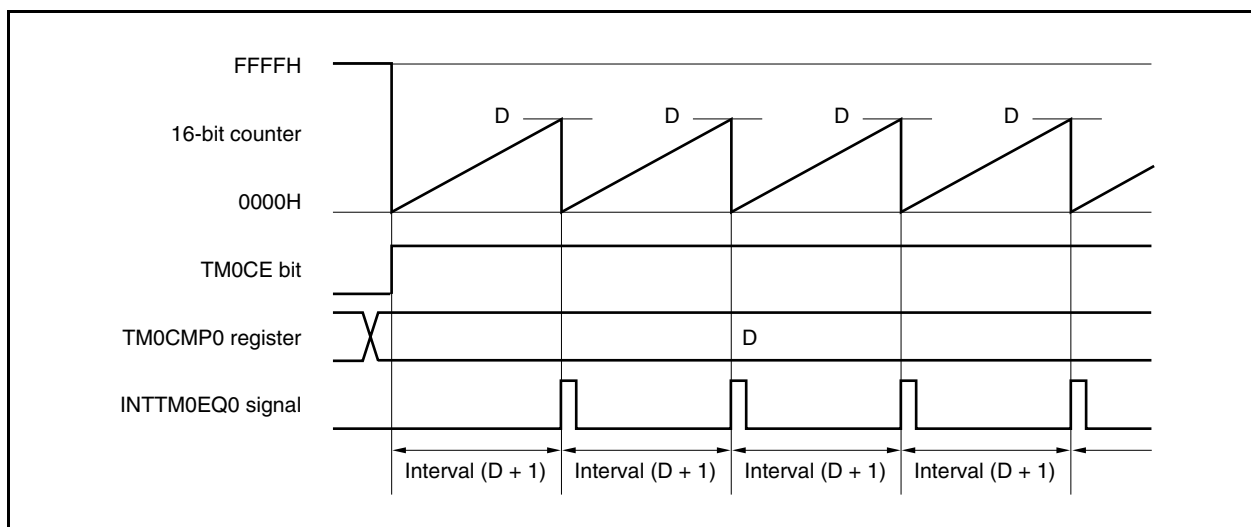 FFFFH
D D D D
16-bit counter
0000H
TM0CE bit
TM0CMP0 register D
INTTM0EQ0 signal
Interval (D + 1) Interval (D + 1) Interval (D + 1) Interval (D + 1)